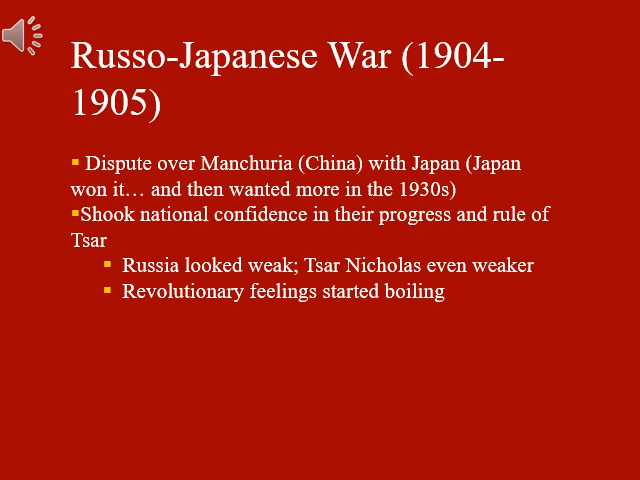 Russo-Japanese War (1904-
1905)
▪ Dispute over Manchuria (China) with Japan (Japan
won it… and then wanted more in the 1930s)
▪Shook national confidence in their progress and rule of
Tsar
▪ Russia looked weak; Tsar Nicholas even weaker
▪ Revolutionary feelings started boiling